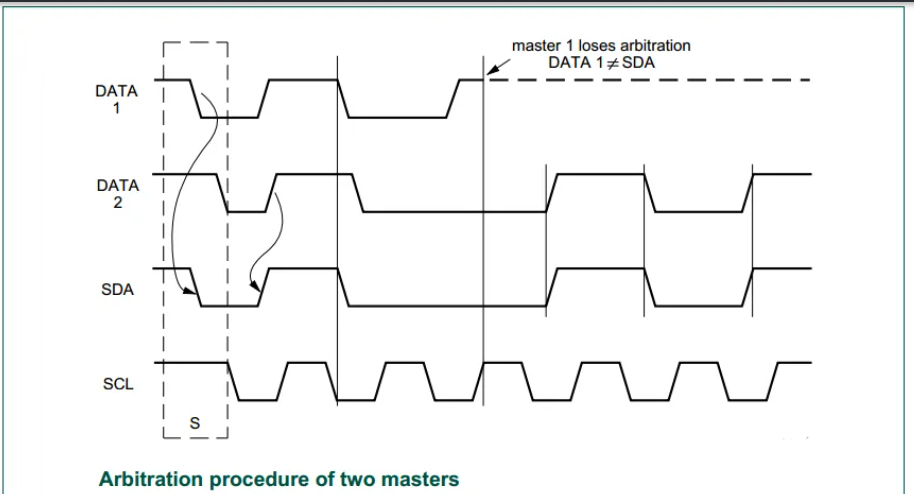 master 1 loses arbitration
DATA 1 ≠ SDA
DATA
1
DATA
2
SDA
SCL
S
Arbitration procedure of two masters